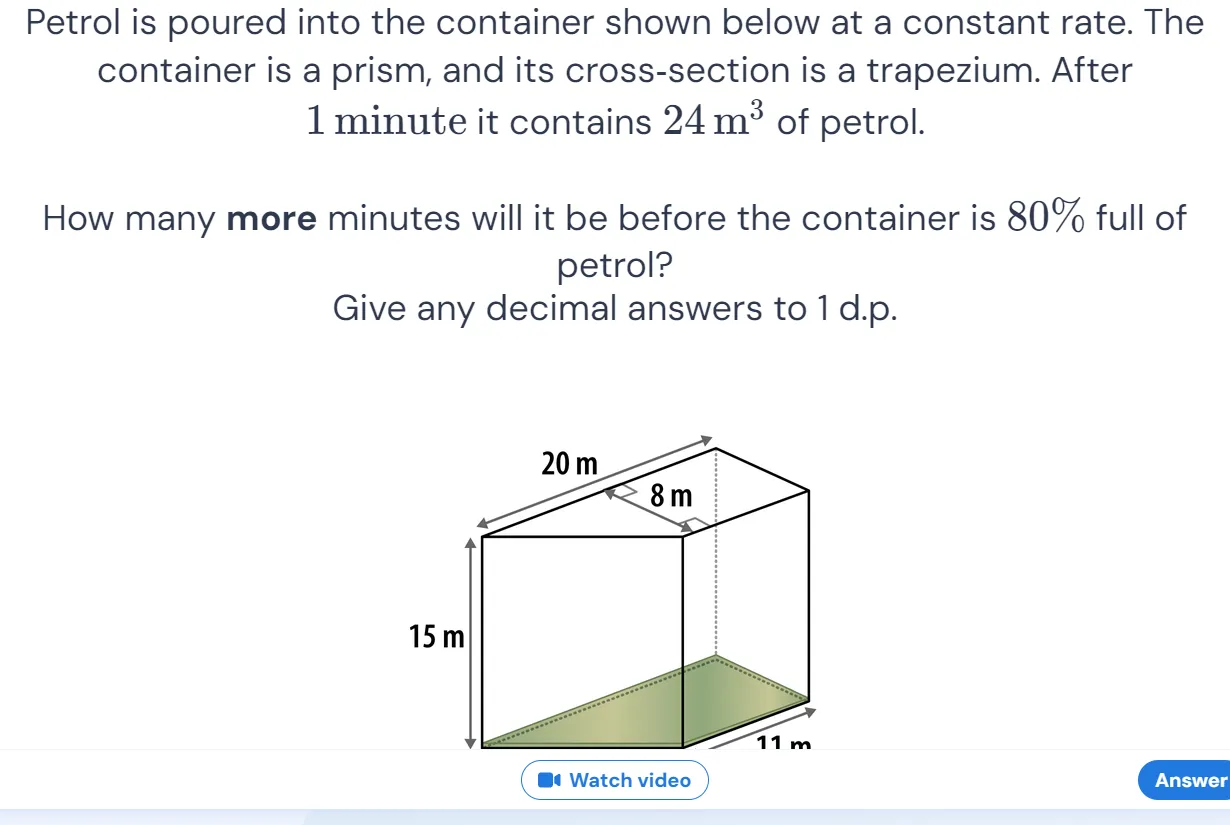 Petrol is poured into the container shown below at a constant rate. The
container is a prism, and its cross-section is a trapezium. After
1 minute it contains 24 m³ of petrol.
How many more minutes will it be before the container is 80% full of
petrol?
Give any decimal answers to 1 d.p.
20 m
8 m
15 m
11 m
Watch video
Answer